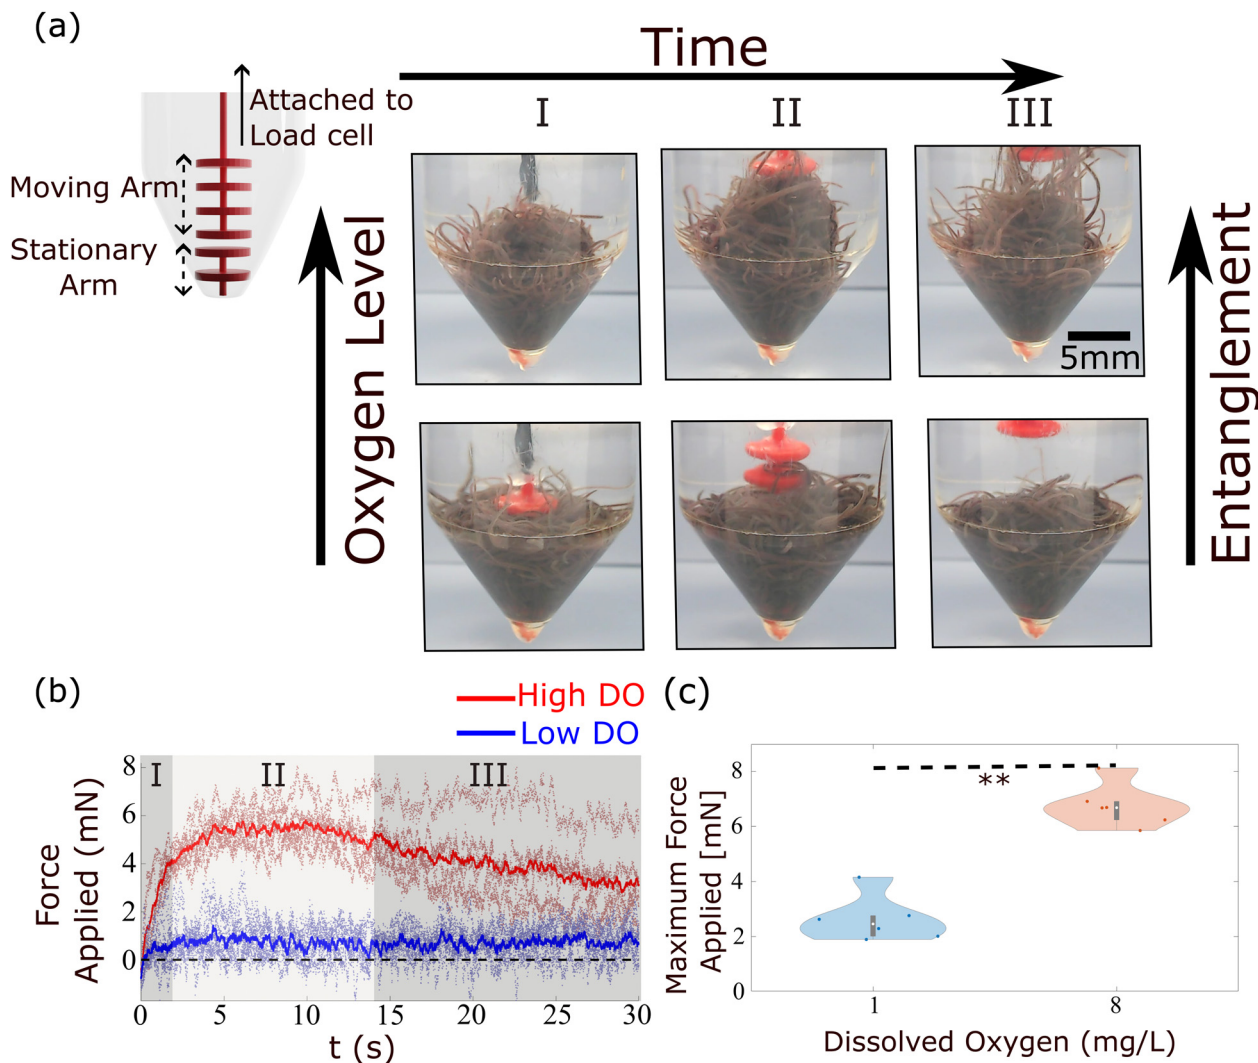 (a)
Time
Attached to
Load cell
I
II
III
Moving Arm
Stationary
Arm
Oxygen Level
Entanglement
5mm
(b)
High DO
Low DO
I
II
III
Force
Applied (mN)
8
6
4
2
0
0
5
10
15
20
25
30
t (s)
(c)
**
Maximum Force
Applied [mN]
8
6
4
2
0
1
8
Dissolved Oxygen (mg/L)